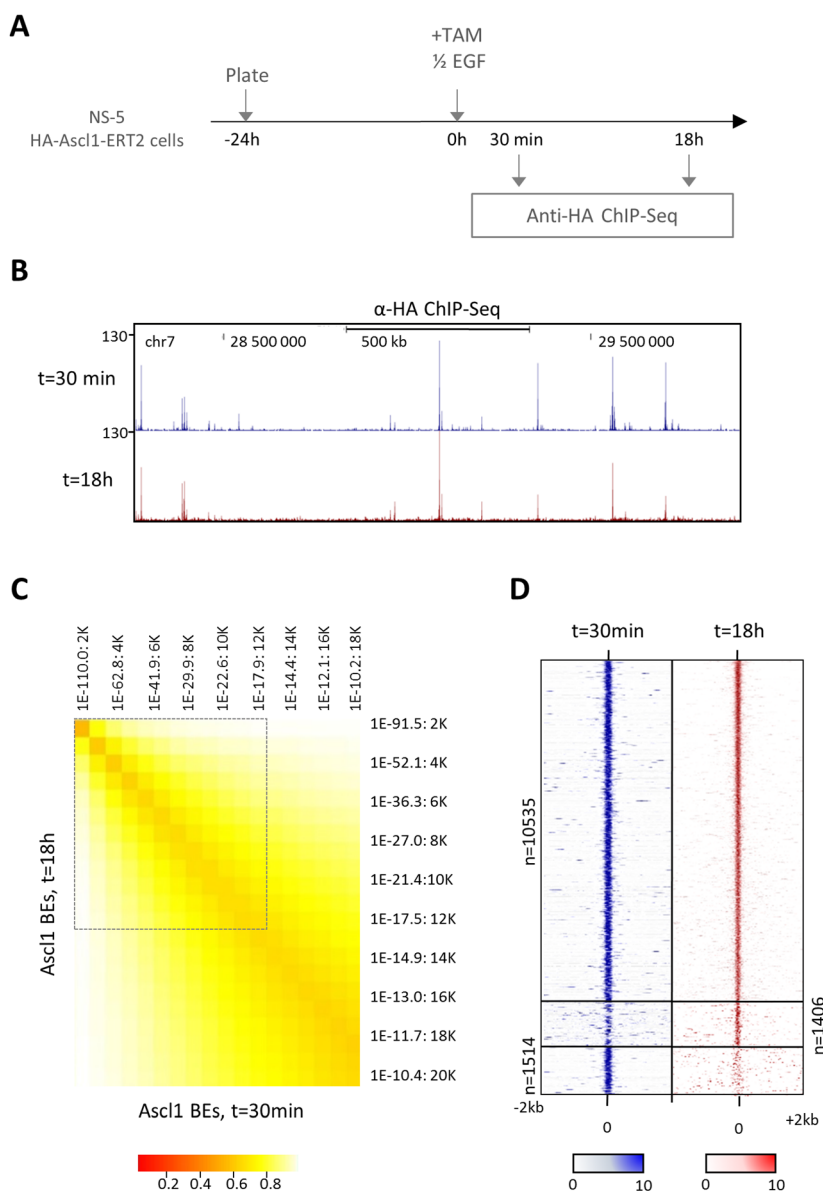 A
+TAM
½ EGF
Plate
NS-5
HA-Ascl1-ERT2 cells
-24h
0h
30 min
18h
Anti-HA ChIP-Seq
B
α-HA ChIP-Seq
130
chr7
28 500 000
500 kb
29 500 000
t=30 min
130
t=18h
C
1E-110.0: 2K
1E-62.8: 4K
1E-41.9: 6K
1E-29.9: 8K
1E-22.6: 10K
1E-17.9: 12K
1E-14.4: 14K
1E-12.1: 16K
1E-10.2: 18K
1E-91.5: 2K
1E-52.1: 4K
1E-36.3: 6K
1E-27.0: 8K
1E-21.4:10K
1E-17.5: 12K
1E-14.9: 14K
1E-13.0: 16K
1E-11.7: 18K
1E-10.4: 20K
Ascl1 BEs, t=18h
Ascl1 BEs, t=30min
0.2 0.4 0.6 0.8
D
t=30min
t=18h
n=10535
n=1406
n=1514
-2kb
0
0
+2kb
0 10
0 10